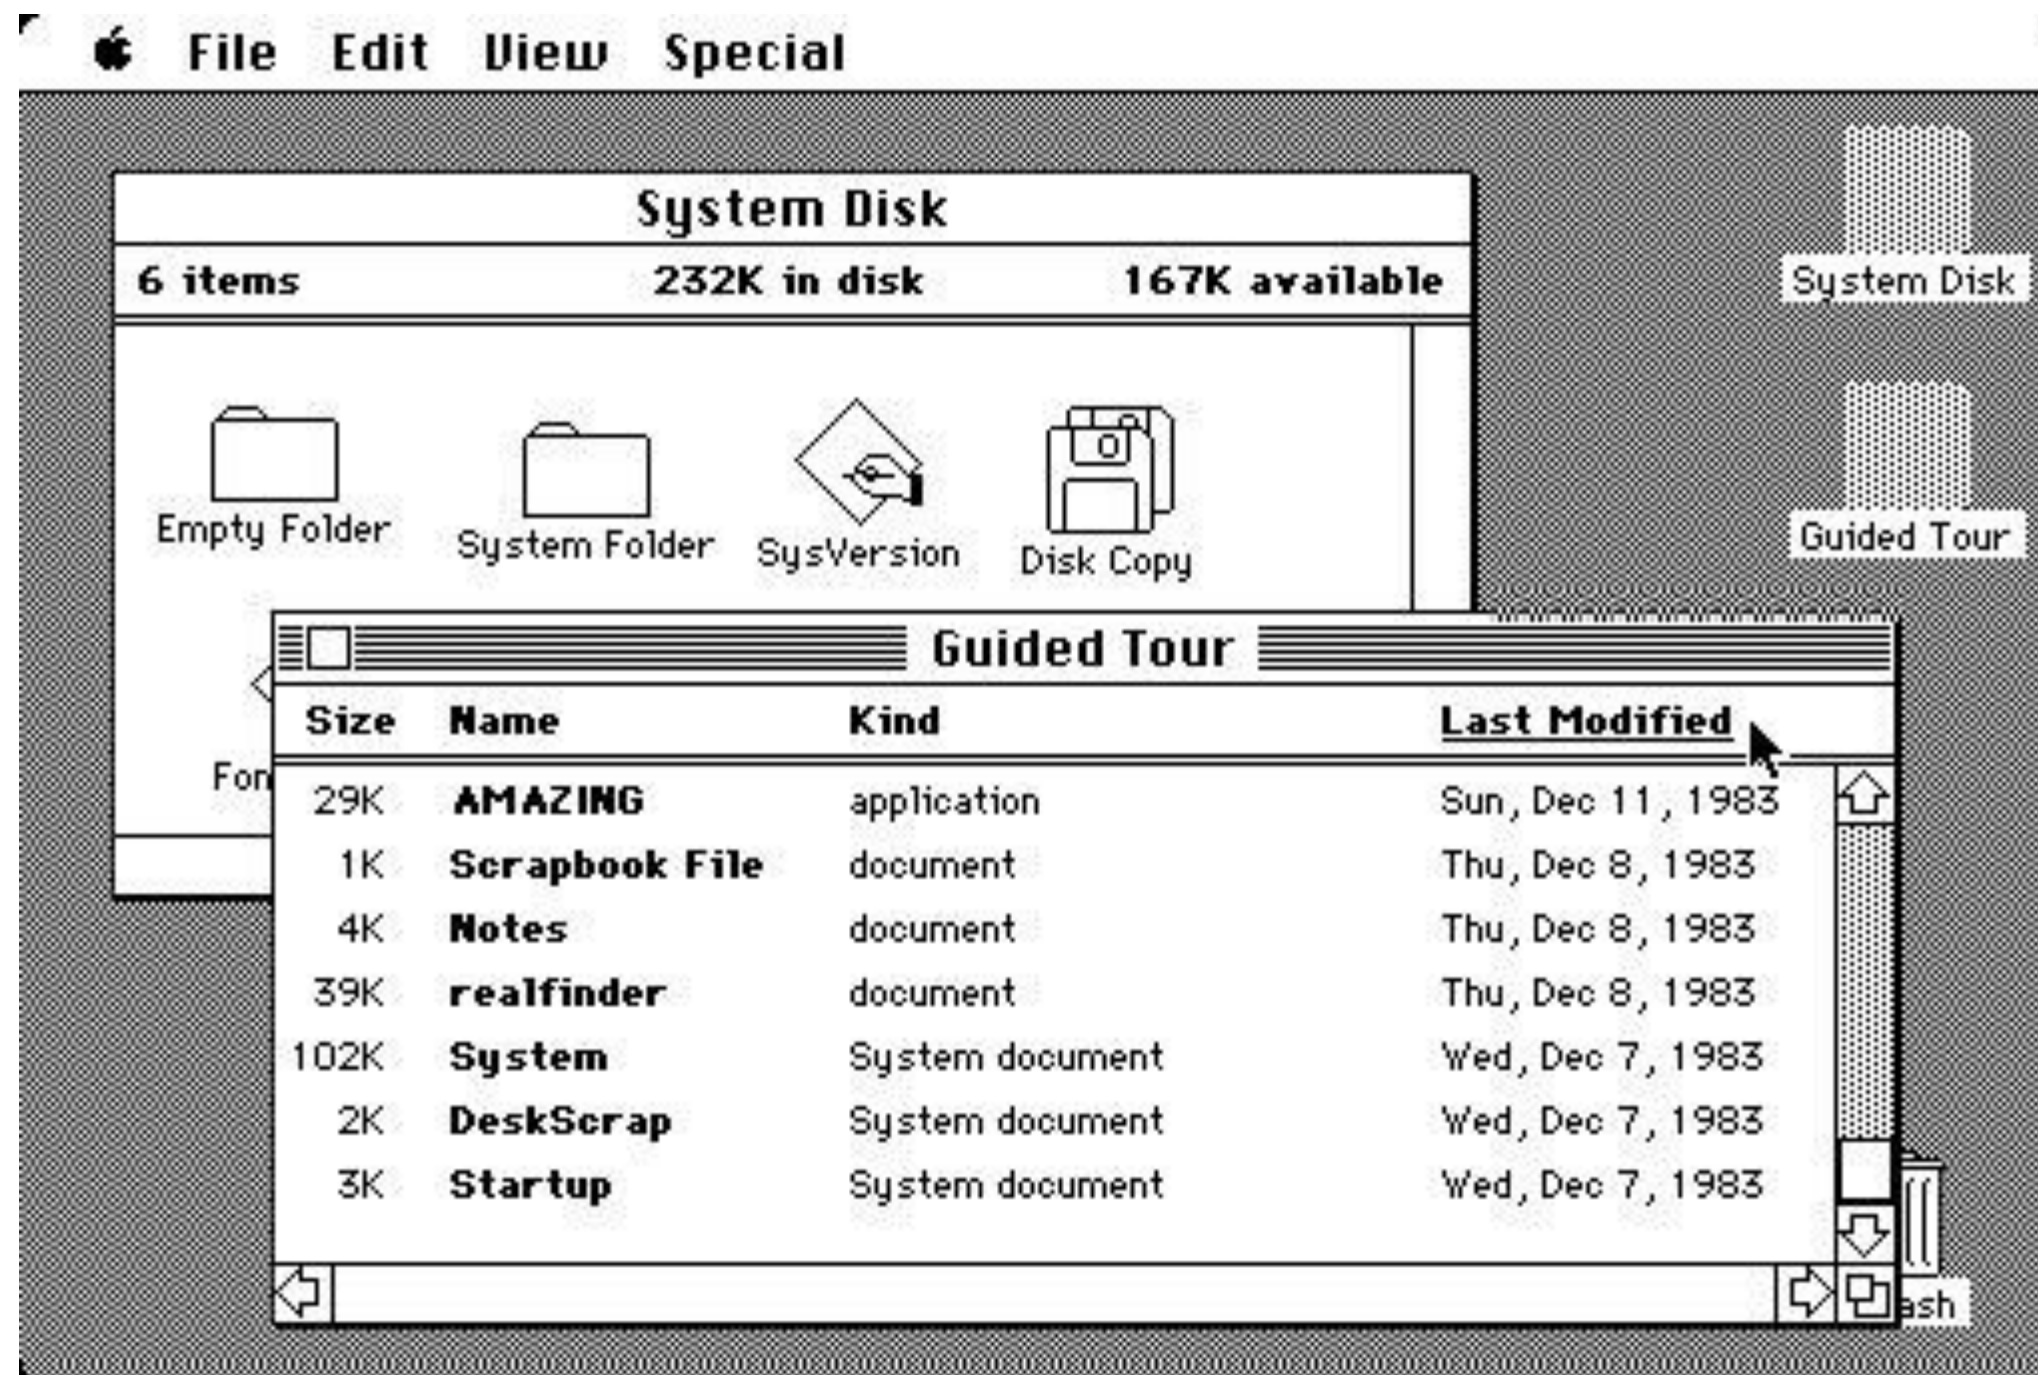 File Edit View Special
System Disk
6 items 232K in disk 167K available
Empty Folder System Folder SysVersion Disk Copy
System Disk
Guided Tour
Guided Tour
Size Name Kind Last Modified
29K AMAZING application Sun, Dec 11, 1983
1K Scrapbook File document Thu, Dec 8, 1983
4K Notes document Thu, Dec 8, 1983
39K realfinder document Thu, Dec 8, 1983
102K System System document Wed, Dec 7, 1983
2K DeskScrap System document Wed, Dec 7, 1983
3K Startup System document Wed, Dec 7, 1983